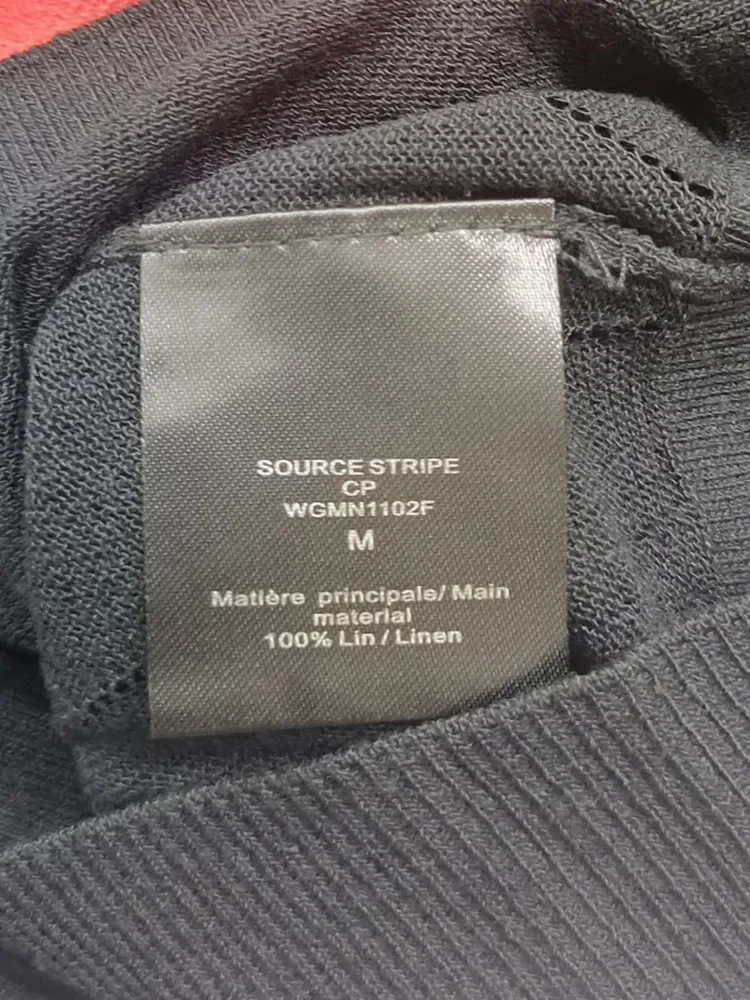 SOURCE STRIPE
CP
WGMN1102F
M
Matière principale/ Main
material
100% Lin / Linen